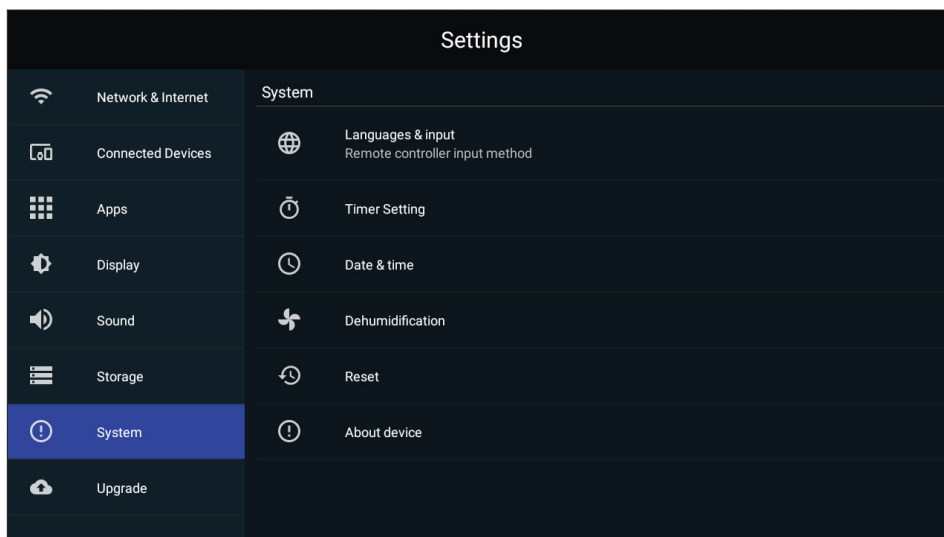 Settings
Network & Internet
Connected Devices
Apps
Display
Sound
Storage
System
Upgrade
System
Languages & input
Remote controller input method
Timer Setting
Date & time
Dehumidification
Reset
About device